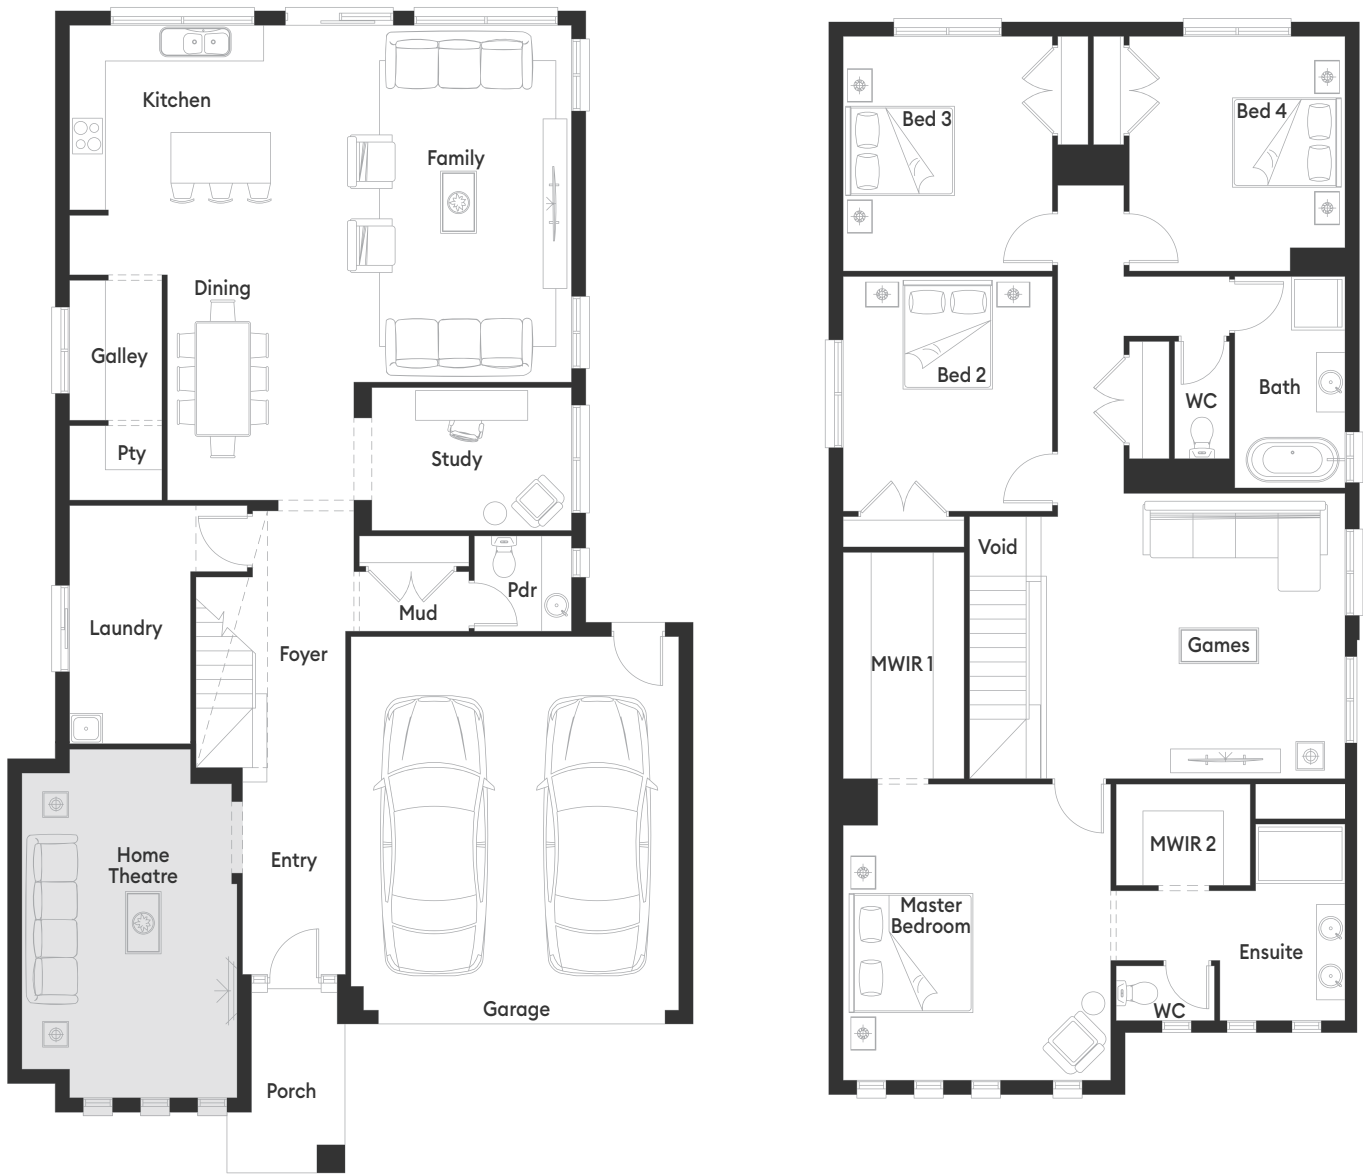 Kitchen
Family
Dining
Galley
Pty
Study
Laundry
Foyer
Mud
Pdr
Home
Theatre
Entry
Garage
Porch
Bed 3
Bed 4
Bed 2
WC
Bath
Void
MWIR 1
Games
MWIR 2
Master
Bedroom
Ensuite
WC